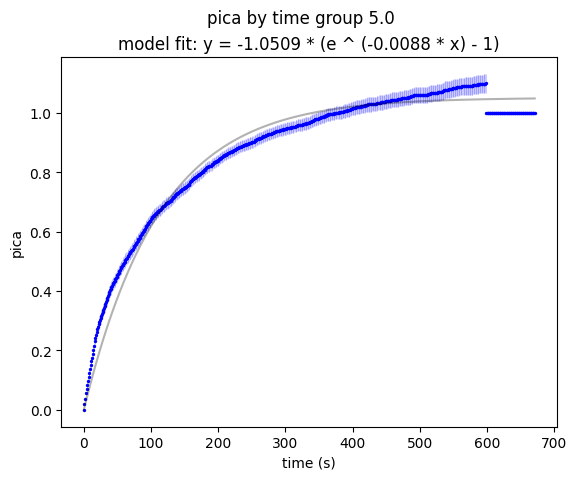 pica by time group 5.0
model fit: y = -1.0509 * (e ^ (-0.0088 * x) - 1)
1.0
0.8
0.6
0.4
0.2
0.0
pica
0 100 200 300 400 500 600 700
time (s)